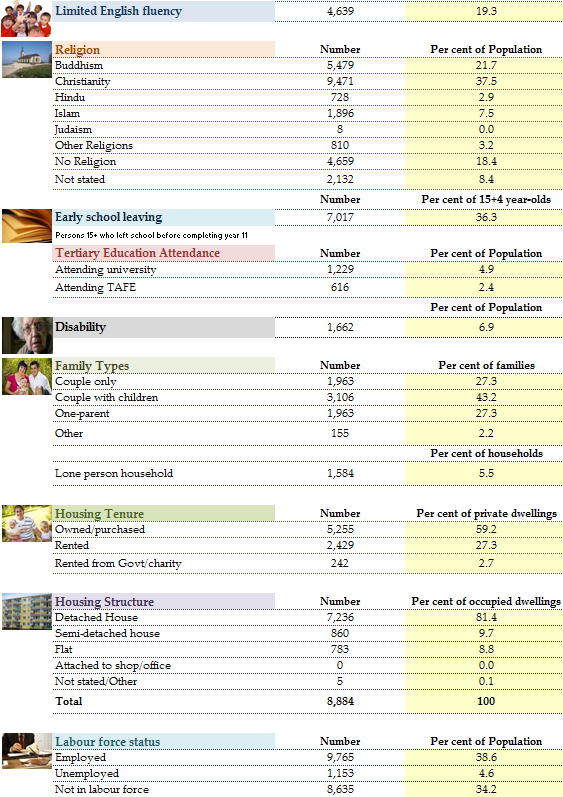 Limited English fluency 4,639 19.3
Religion Number Per cent of Population
Buddhism 5,479 21.7
Christianity 9,471 37.5
Hindu 728 2.9
Islam 1,896 7.5
Judaism 8 0.0
Other Religions 810 3.2
No Religion 4,659 18.4
Not stated 2,132 8.4
Number Per cent of 15+4 year-olds
Early school leaving 7,017 36.3
Persons 15+ who left school before completing year 11
Tertiary Education Attendance Number Per cent of Population
Attending university 1,229 4.9
Attending TAFE 616 2.4
Per cent of Population
Disability 1,662 6.9
Family Types Number Per cent of families
Couple only 1,963 27.3
Couple with children 3,106 43.2
One-parent 1,963 27.3
Other 155 2.2
Per cent of households
Lone person household 1,584 5.5
Housing Tenure Number Per cent of private dwellings
Owned/purchased 5,255 59.2
Rented 2,429 27.3
Rented from Govt/charity 242 2.7
Housing Structure Number Per cent of occupied dwellings
Detached House 7,236 81.4
Semi-detached house 860 9.7
Flat 783 8.8
Attached to shop/office 0 0.0
Not stated/Other 5 0.1
Total 8,884 100
Labour force status Number Per cent of Population
Employed 9,765 38.6
Unemployed 1,153 4.6
Not in labour force 8,635 34.2